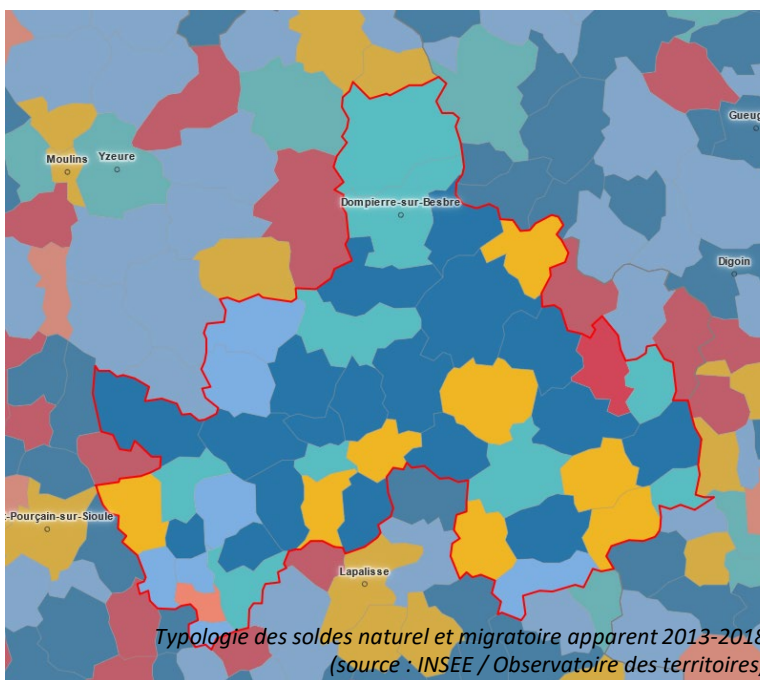 Gueug
Moulins
Yzeure
Dompierre-sur-Besbre
Digoin
t-Pourçain-sur-Sioule
Lapalisse
Typologie des soldes naturel et migratoire apparent 2013-2018
(source : INSEE / Observatoire des territoires)